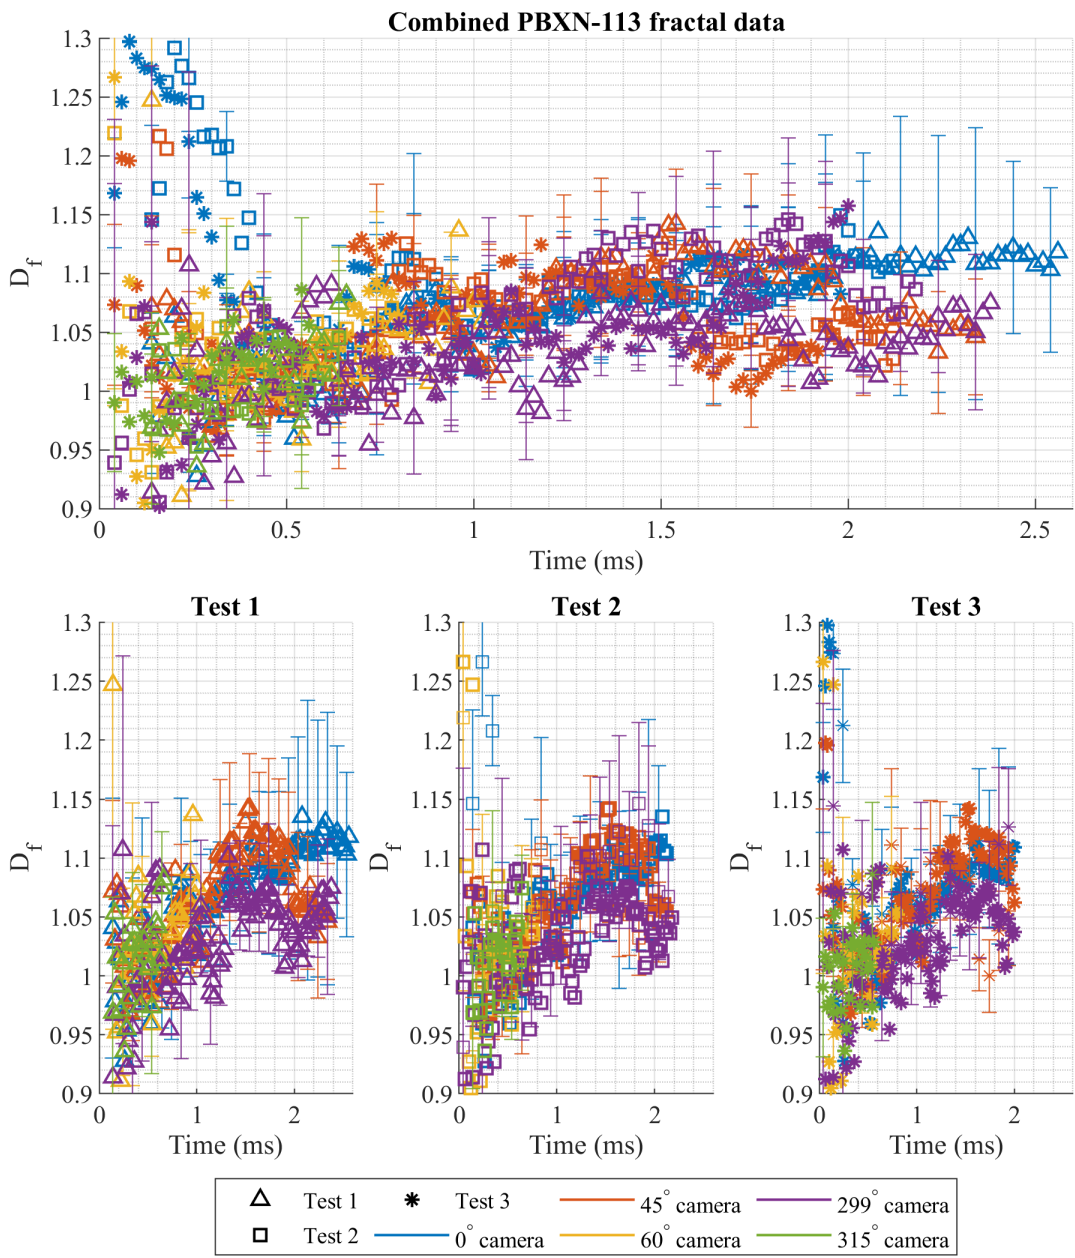 Combined PBXN-113 fractal data
1.3
1.25
1.2
1.15
1.1
1.05
1
0.95
0.9
D_f
0 0.5 1 1.5 2 2.5
Time (ms)
Test 1 Test 2 Test 3
1.3 1.3 1.3
1.25 1.25 1.25
1.2 1.2 1.2
1.15 1.15 1.15
1.1 1.1 1.1
1.05 1.05 1.05
1 1 1
0.95 0.95 0.95
0.9 0.9 0.9
D_f D_f D_f
0 1 2 0 1 2 0 1 2
Time (ms) Time (ms) Time (ms)
Test 1 Test 3 45° camera 299° camera
Test 2 0° camera 60° camera 315° camera